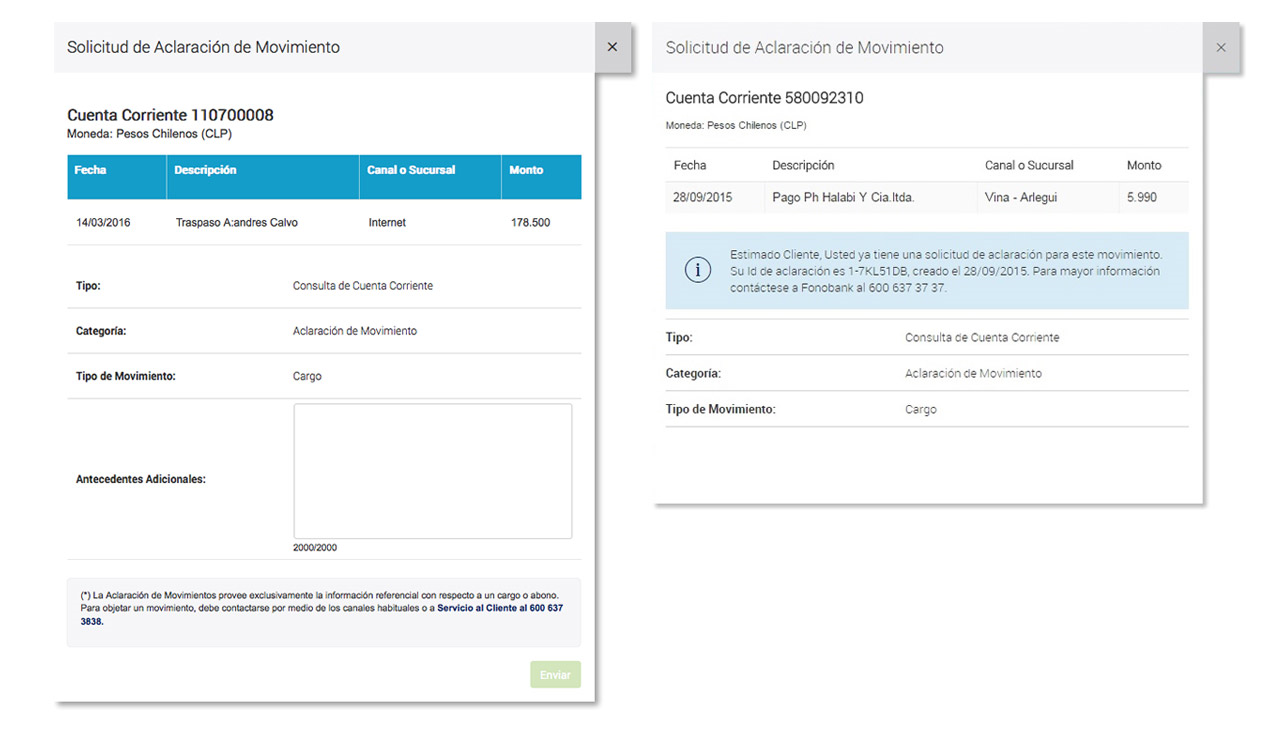 Solicitud de Aclaración de Movimiento
×
Cuenta Corriente 110700008
Moneda: Pesos Chilenos (CLP)
Fecha Descripción Canal o Sucursal Monto
14/03/2016 Traspaso A:andres Calvo Internet 178.500
Tipo: Consulta de Cuenta Corriente
Categoría: Aclaración de Movimiento
Tipo de Movimiento: Cargo
Antecedentes Adicionales:
2000/2000
(*) La Aclaración de Movimientos provee exclusivamente la información referencial con respecto a un cargo o abono.
Para objetar un movimiento, debe contactarse por medio de los canales habituales o a Servicio al Cliente al 600 637
3838.
Enviar
Solicitud de Aclaración de Movimiento
×
Cuenta Corriente 580092310
Moneda: Pesos Chilenos (CLP)
Fecha Descripción Canal o Sucursal Monto
28/09/2015 Pago Ph Halabi Y Cia.ltda. Vina - Arlegui 5.990
Estimado Cliente, Usted ya tiene una solicitud de aclaración para este movimiento.
Su Id de aclaración es 1-7KL51DB, creado el 28/09/2015. Para mayor información
contáctese a Fonobank al 600 637 37 37.
Tipo: Consulta de Cuenta Corriente
Categoría: Aclaración de Movimiento
Tipo de Movimiento: Cargo